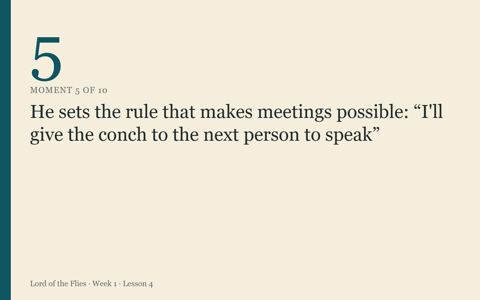 5
MOMENT 5 OF 10
He sets the rule that makes meetings possible: “I'll
give the conch to the next person to speak”
Lord of the Flies · Week 1 · Lesson 4